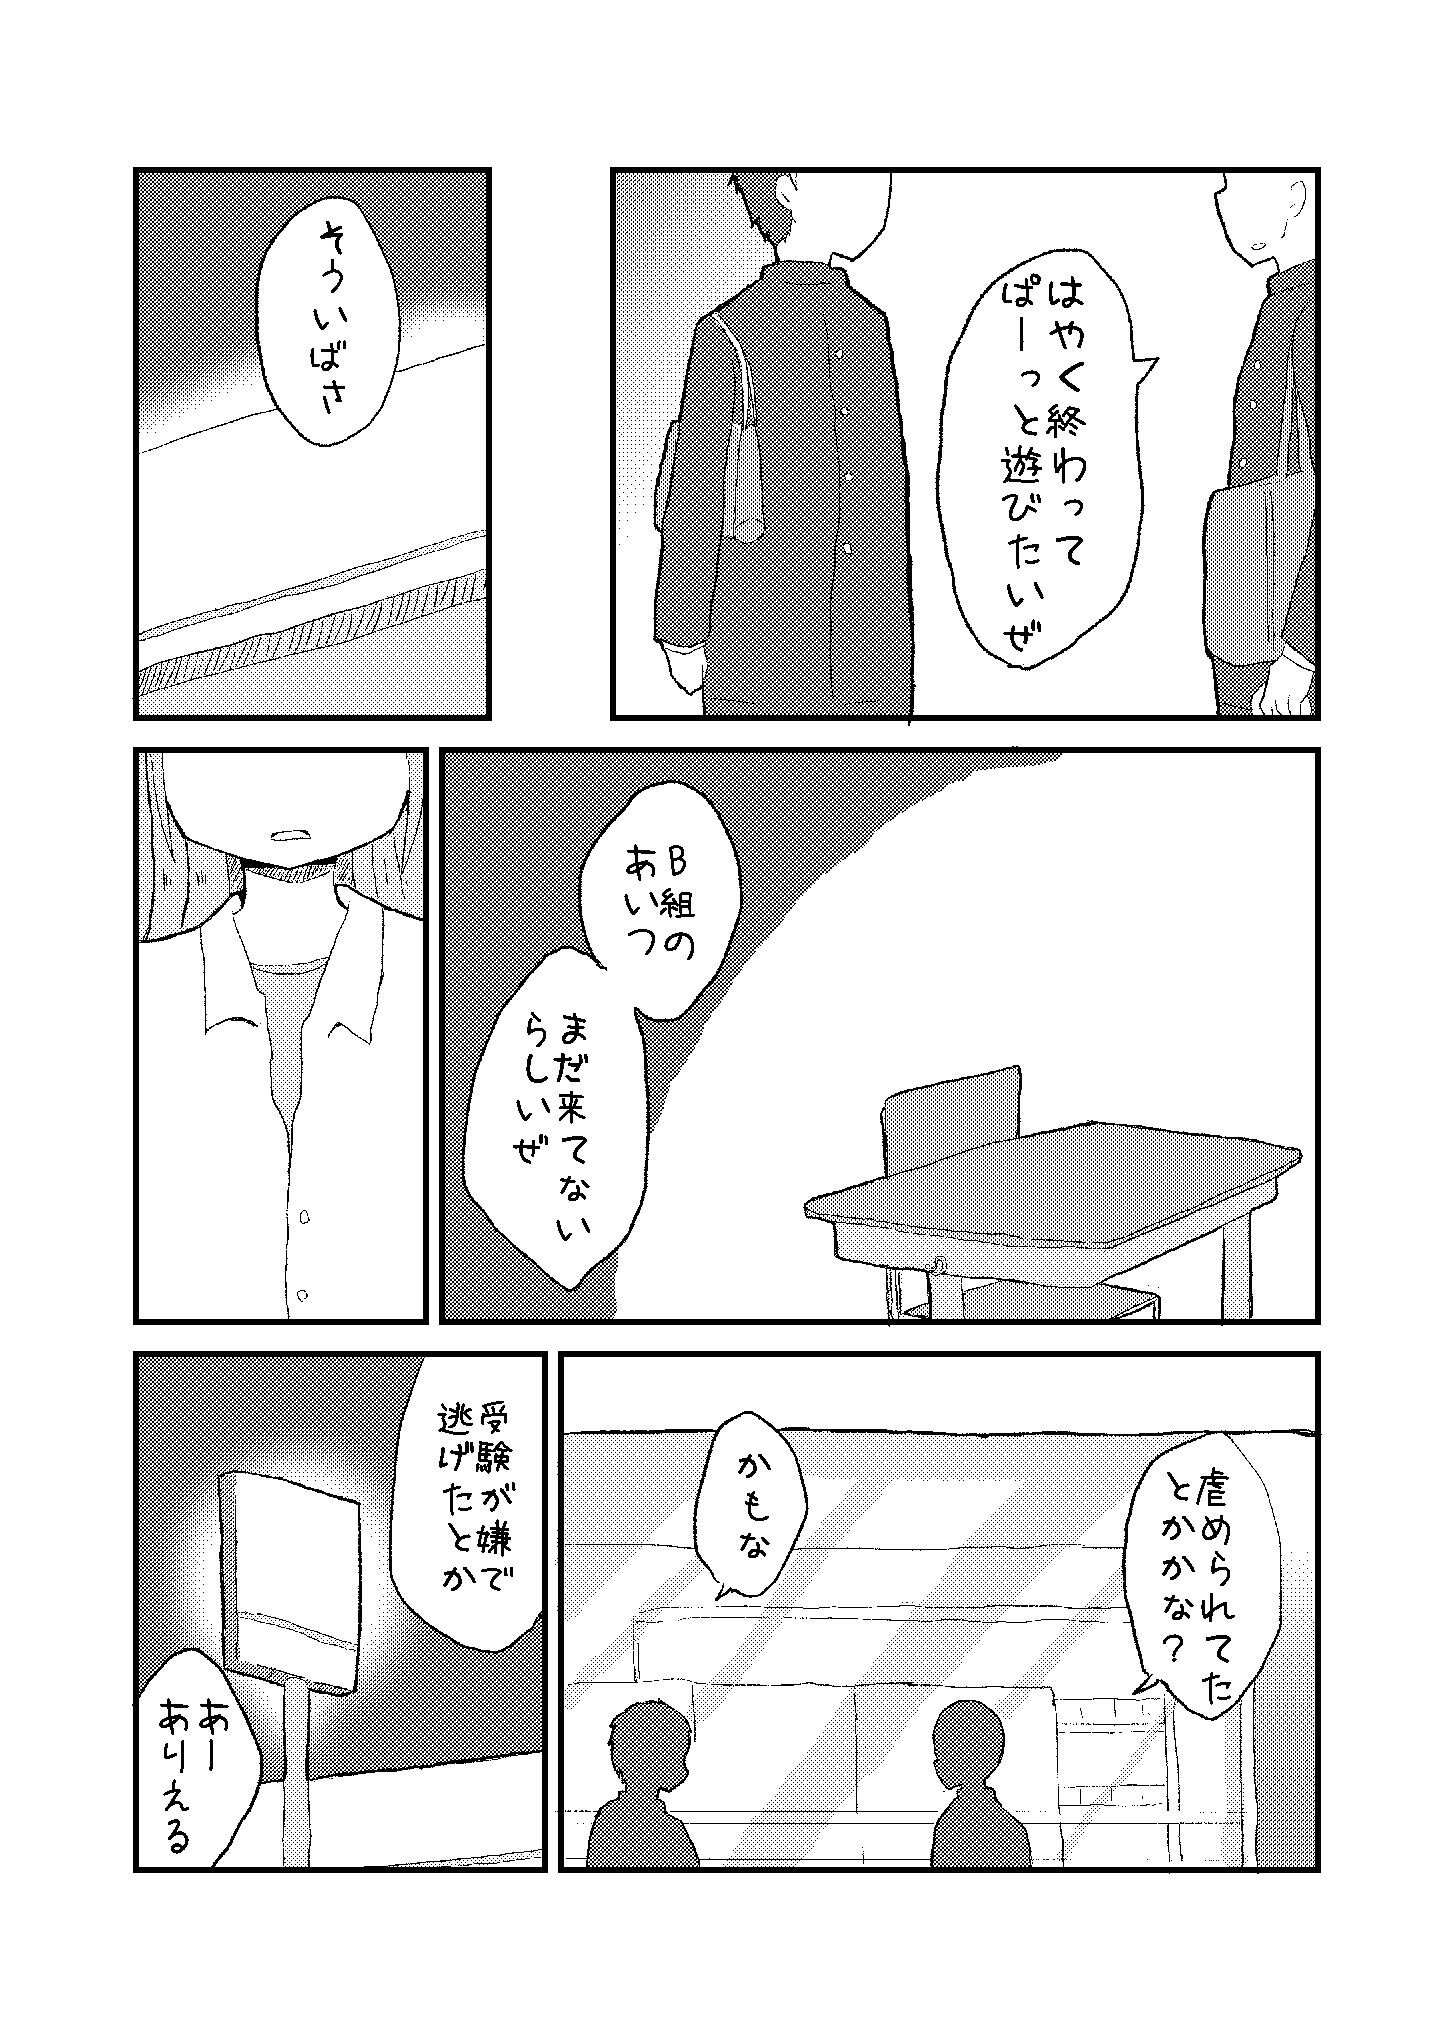 はやく終わって
ぱーっと遊びたいぜ
そういばさ
B組の
あいつ
まだ来てない
らしいぜ
虐められてた
とかかな?
かもな
受験が嫌で
逃げたとか
あー
ありえる